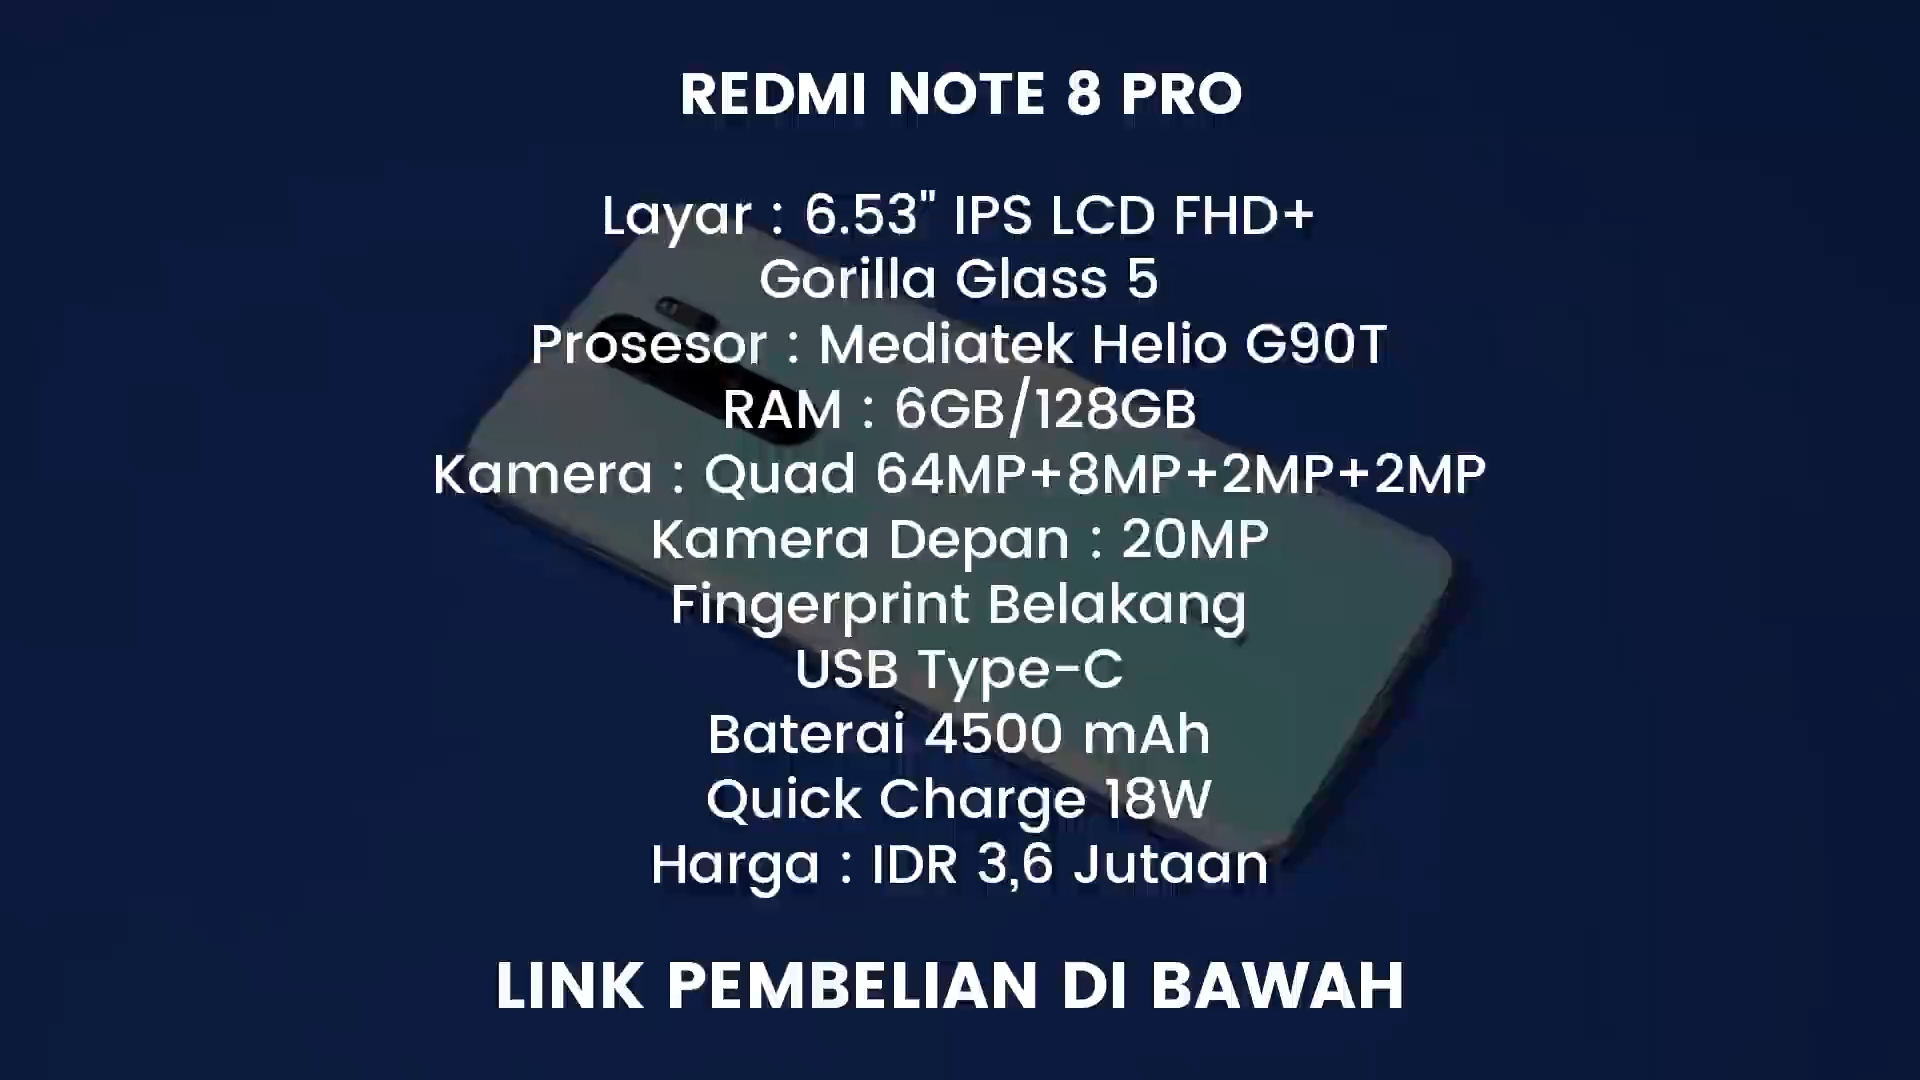 REDMI NOTE 8 PRO
Layar : 6.53" IPS LCD FHD+
Gorilla Glass 5
Prosesor : Mediatek Helio G90T
RAM : 6GB/128GB
Kamera : Quad 64MP+8MP+2MP+2MP
Kamera Depan : 20MP
Fingerprint Belakang
USB Type-C
Baterai 4500 mAh
Quick Charge 18W
Harga : IDR 3,6 Jutaan
LINK PEMBELIAN DI BAWAH